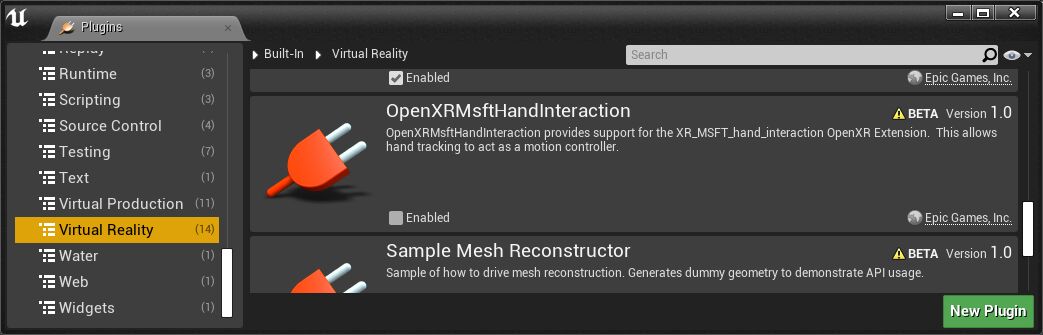 Plugins
Replay
Runtime (3)
Scripting (3)
Source Control (4)
Testing (7)
Text (1)
Virtual Production (11)
Virtual Reality (14)
Water (1)
Web (1)
Widgets (1)
Built-In Virtual Reality
Search
Enabled
Epic Games, Inc.
OpenXRMsftHandInteraction
BETA Version 1.0
OpenXRMsftHandInteraction provides support for the XR_MSFT_hand_interaction OpenXR Extension. This allows
hand tracking to act as a motion controller.
Enabled
Epic Games, Inc.
Sample Mesh Reconstructor
BETA Version 1.0
Sample of how to drive mesh reconstruction. Generates dummy geometry to demonstrate API usage.
New Plugin